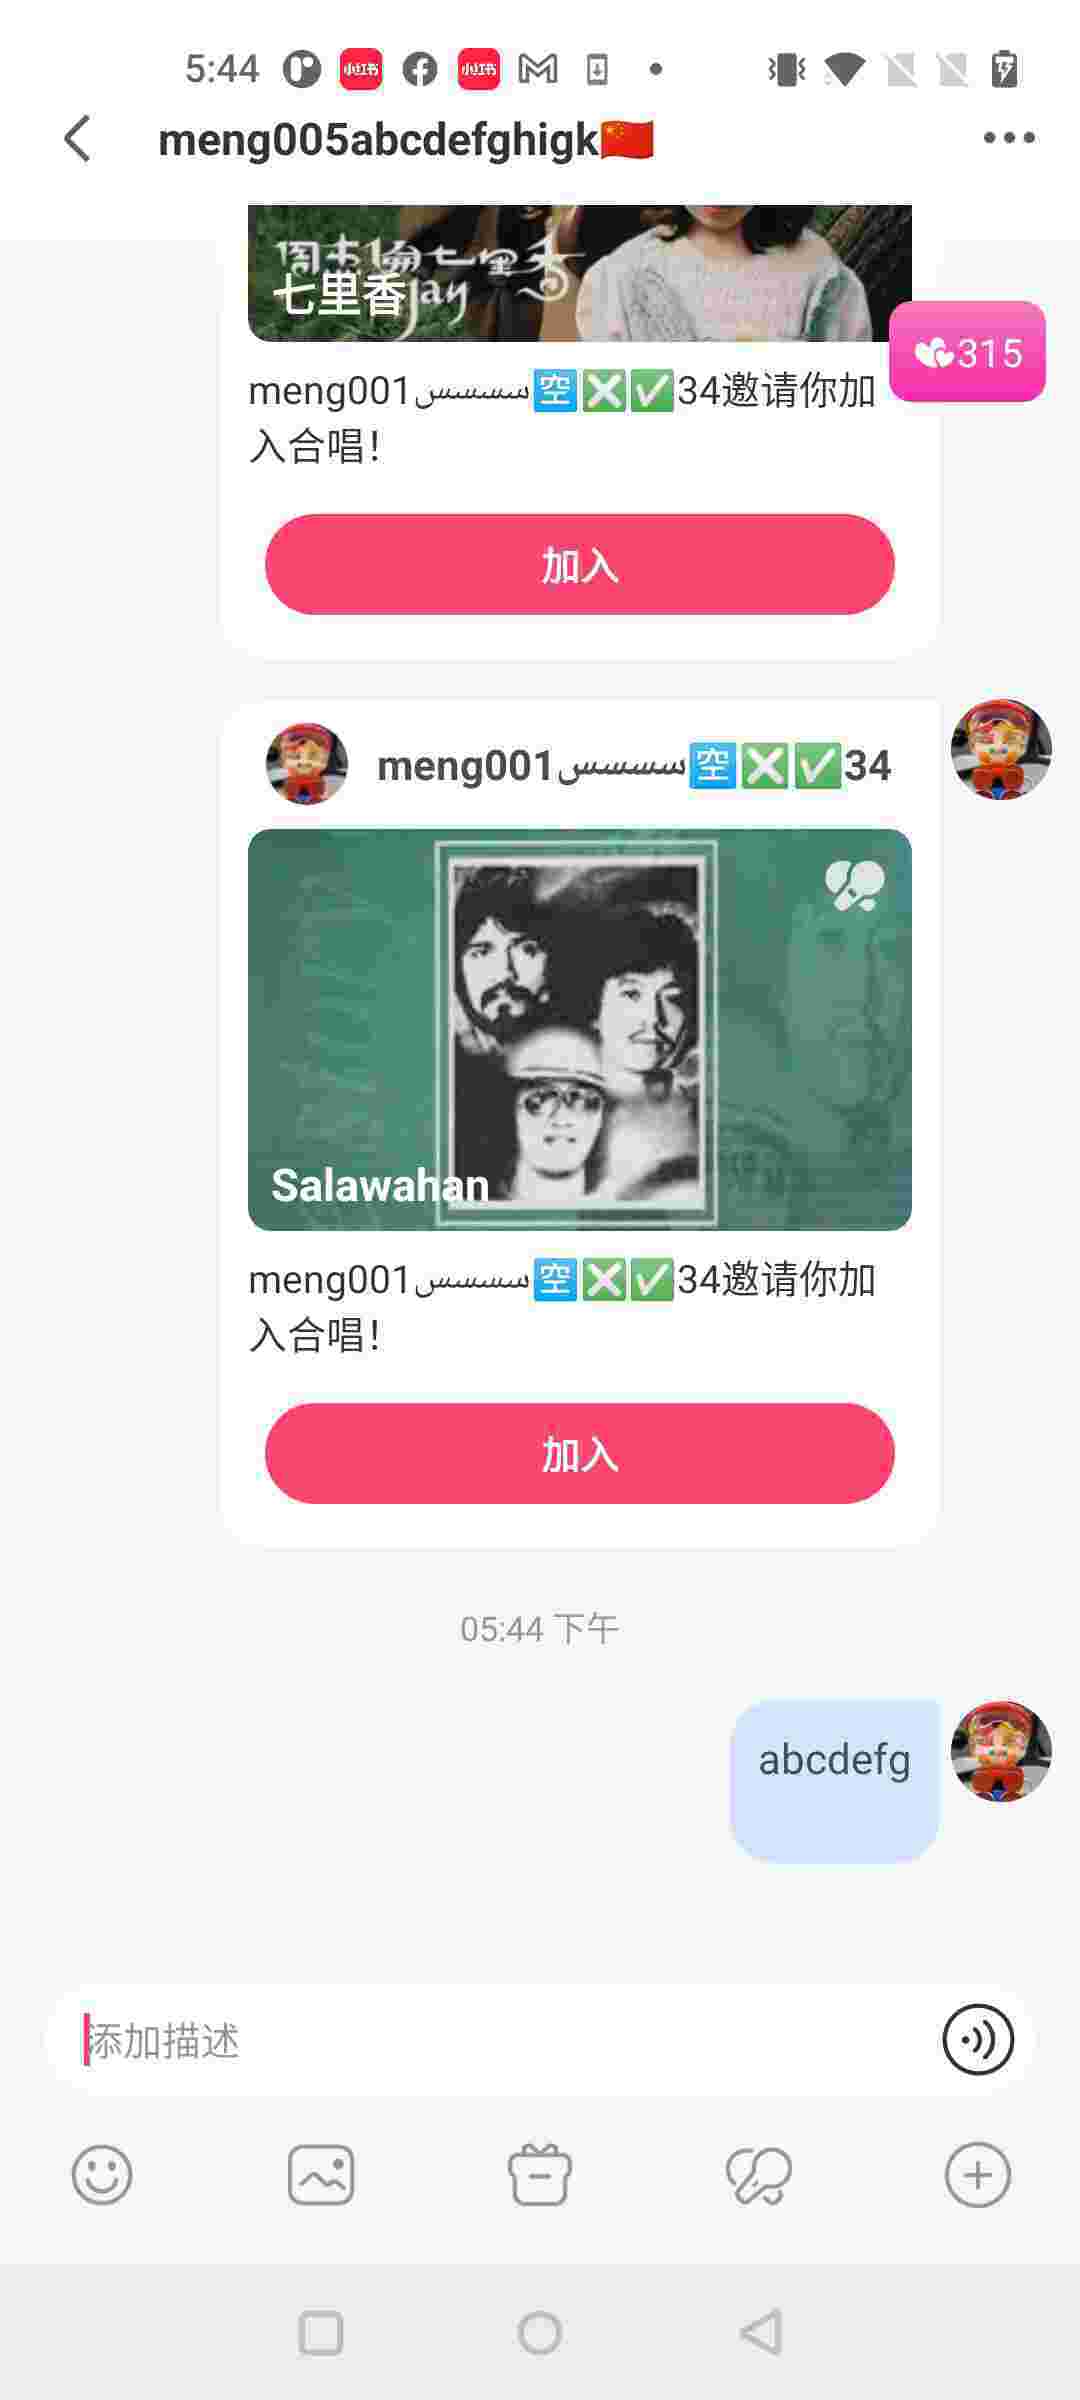 5:44
小红书
小红书
meng005abcdefghigk🇨🇳
周杰倫七里香
Jay
七里香
315
meng001سسسس🈳❎✅34邀请你加
入合唱！
加入
meng001سسسس🈳❎✅34
Salawahan
meng001سسسس🈳❎✅34邀请你加
入合唱！
加入
05:44 下午
abcdefg
添加描述